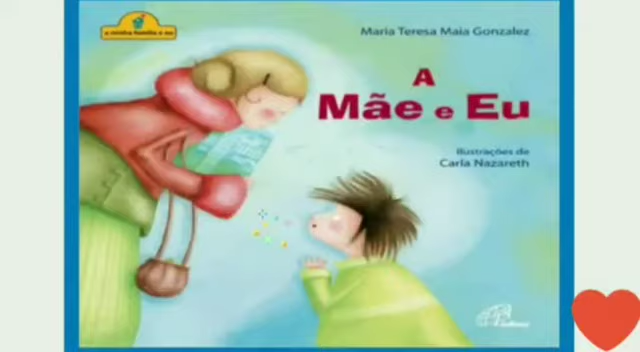 a minha família e eu
Maria Teresa Maia Gonzalez
A
Mãe e Eu
ilustrações de
Carla Nazareth